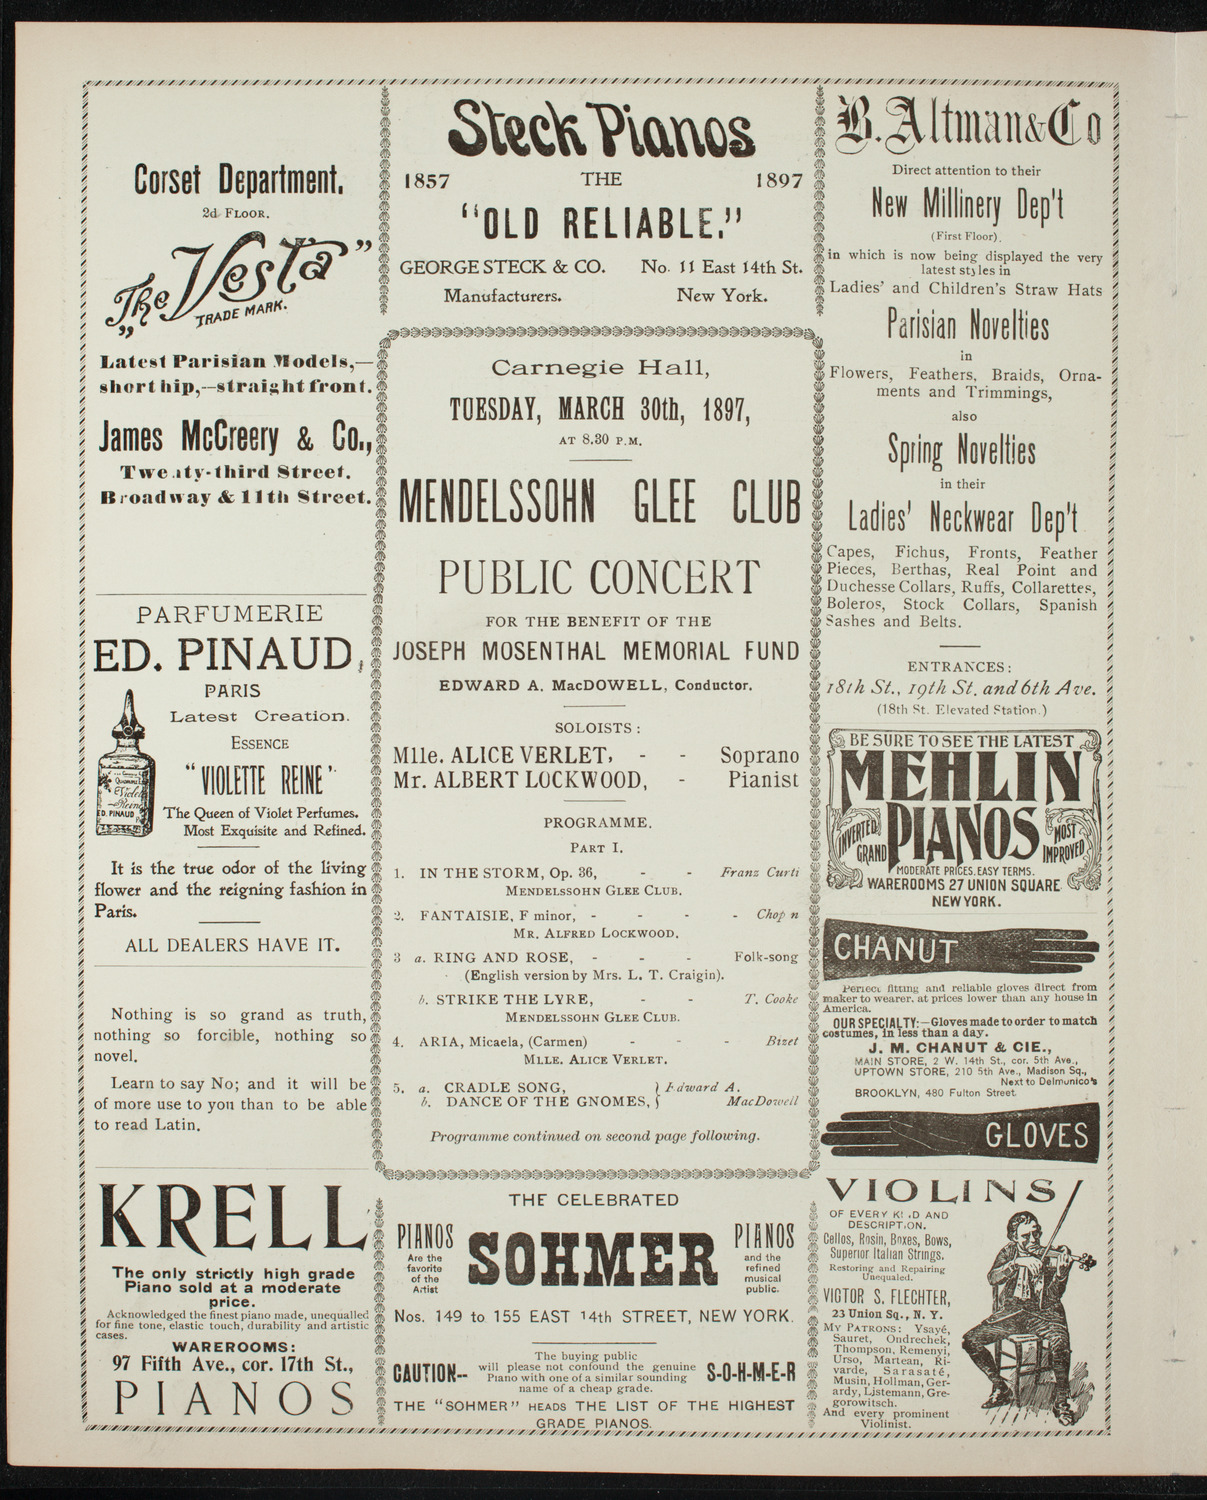 Corset Department.
2d FLOOR.
"The Vesta"
TRADE MARK.
Latest Parisian Models,—
short hip,—straight front.
James McCreery & Co.,
Twenty-third Street.
Broadway & 11th Street.
PARFUMERIE
ED. PINAUD,
PARIS
Latest Creation.
ESSENCE
"VIOLETTE REINE"
ED. PINAUD
The Queen of Violet Perfumes.
Most Exquisite and Refined.
It is the true odor of the living
flower and the reigning fashion in
Paris.
ALL DEALERS HAVE IT.
Nothing is so grand as truth,
nothing so forcible, nothing so
novel.
Learn to say No; and it will be
of more use to you than to be able
to read Latin.
KRELL
The only strictly high grade
Piano sold at a moderate
price.
Acknowledged the finest piano made, unequalled
for fine tone, elastic touch, durability and artistic
cases.
WAREROOMS:
97 Fifth Ave., cor. 17th St.,
PIANOS
Steck Pianos
1857 THE 1897
"OLD RELIABLE."
GEORGE STECK & CO. No. 11 East 14th St.
Manufacturers. New York.
Carnegie Hall,
TUESDAY, MARCH 30th, 1897,
AT 8.30 P.M.
MENDELSSOHN GLEE CLUB
PUBLIC CONCERT
FOR THE BENEFIT OF THE
JOSEPH MOSENTHAL MEMORIAL FUND
EDWARD A. MacDOWELL, Conductor.
SOLOISTS:
Mlle. ALICE VERLET, - - Soprano
Mr. ALBERT LOCKWOOD, - Pianist
PROGRAMME.
PART I.
1. IN THE STORM, Op. 36, - - Franz Curti
MENDELSSOHN GLEE CLUB.
2. FANTAISIE, F minor, - - - - Chop n
MR. ALFRED LOCKWOOD.
3 a. RING AND ROSE, - - - Folk-song
(English version by Mrs. L. T. Craigin).
b. STRIKE THE LYRE, - - T. Cooke
MENDELSSOHN GLEE CLUB.
4. ARIA, Micaela, (Carmen) - - - Bizet
MLLE. ALICE VERLET.
5. a. CRADLE SONG, } Edward A.
b. DANCE OF THE GNOMES, } MacDowell
Programme continued on second page following.
THE CELEBRATED
PIANOS
Are the
favorite
of the
Artist
SOHMER
PIANOS
and the
refined
musical
public.
Nos. 149 to 155 EAST 14th STREET, NEW YORK.
CAUTION--
The buying public
will please not confound the genuine
Piano with one of a similar sounding
name of a cheap grade.
S-O-H-M-E-R
THE "SOHMER" HEADS THE LIST OF THE HIGHEST
GRADE PIANOS.
B. Altman & Co
Direct attention to their
New Millinery Dep't
(First Floor).
in which is now being displayed the very
latest styles in
Ladies' and Children's Straw Hats
Parisian Novelties
in
Flowers, Feathers, Braids, Orna-
ments and Trimmings,
also
Spring Novelties
in their
Ladies' Neckwear Dep't
Capes, Fichus, Fronts, Feather
Pieces, Berthas, Real Point and
Duchesse Collars, Ruffs, Collarettes,
Boleros, Stock Collars, Spanish
Sashes and Belts.
ENTRANCES:
18th St., 19th St. and 6th Ave.
(18th St. Elevated Station.)
BE SURE TO SEE THE LATEST
MEHLIN
INVERTED GRAND
PIANOS
MOST IMPROVED
MODERATE PRICES. EASY TERMS.
WAREROOMS 27 UNION SQUARE
NEW YORK.
CHANUT
Perfect fitting and reliable gloves direct from
maker to wearer, at prices lower than any house in
America.
OUR SPECIALTY:—Gloves made to order to match
costumes, in less than a day.
J. M. CHANUT & CIE.,
MAIN STORE, 2 W. 14th St., cor. 5th Ave.,
UPTOWN STORE, 210 5th Ave., Madison Sq.,
Next to Delmonico's
BROOKLYN, 480 Fulton Street.
GLOVES
VIOLINS
OF EVERY KI D AND
DESCRIPTION.
Cellos, Rosin, Boxes, Bows,
Superior Italian Strings.
Restoring and Repairing
Unequaled.
VICTOR S. FLECHTER,
23 Union Sq., N. Y.
MY PATRONS: Ysayé,
Sauret, Ondrechek,
Thompson, Remenyi,
Urso, Martean, Ri-
varde, Sarasaté,
Musin, Hollman, Ger-
ardy, Listemann, Gre-
gorowitsch.
And every prominent
Violinist.